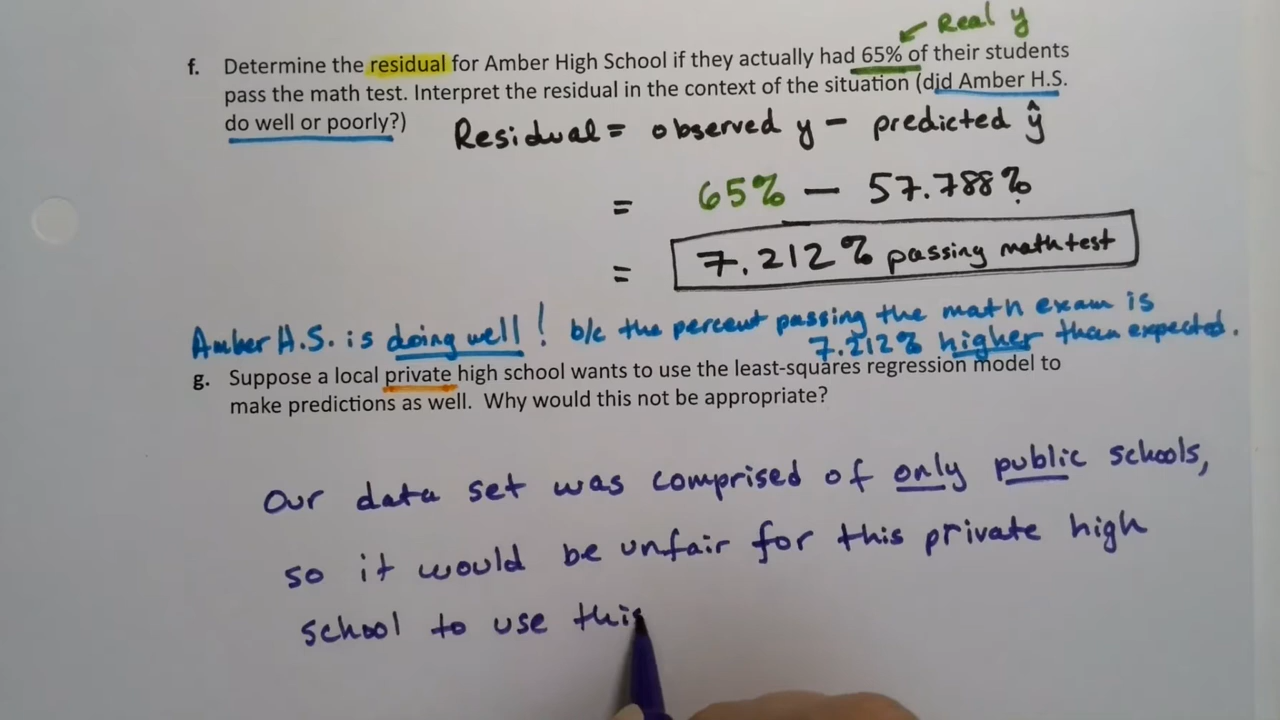 Real y
f. Determine the residual for Amber High School if they actually had 65% of their students
pass the math test. Interpret the residual in the context of the situation (did Amber H.S.
do well or poorly?)
Residual = observed y - predicted ŷ
= 65% - 57.788%
= 7.212% passing math test
Amber H.S. is doing well! b/c the percent passing the math exam is
7.212% higher than expected.
g. Suppose a local private high school wants to use the least-squares regression model to
make predictions as well. Why would this not be appropriate?
Our data set was comprised of only public schools,
so it would be unfair for this private high
school to use this